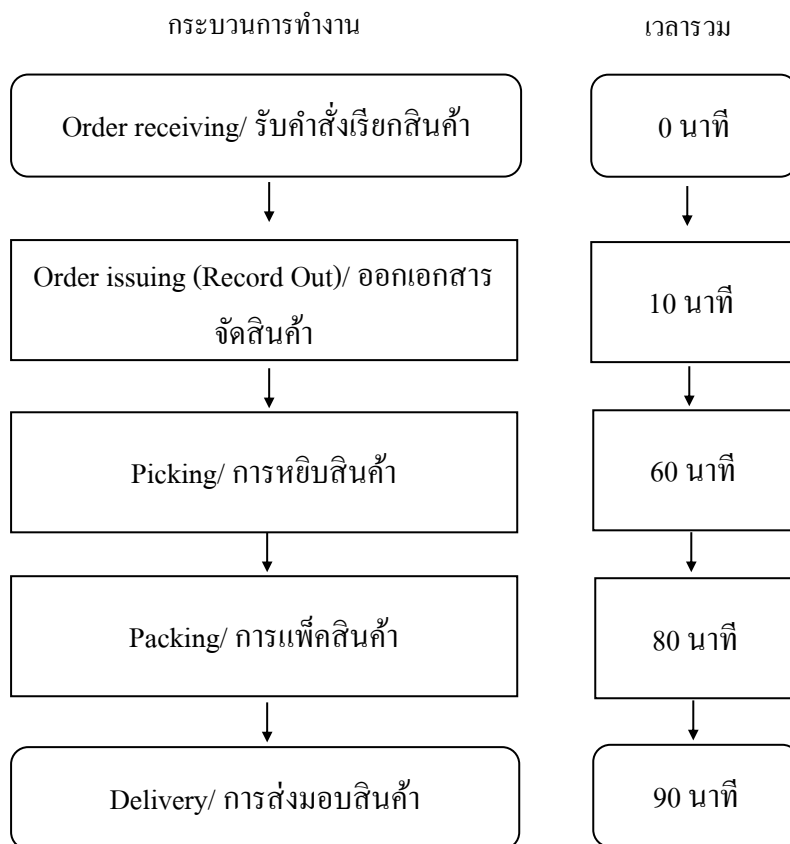 กระบวนการทำงาน เวลารวม
Order receiving/ รับคำสั่งเรียกสินค้า 0 นาที
Order issuing (Record Out)/ ออกเอกสาร
จัดสินค้า
10 นาที
Picking/ การหยิบสินค้า 60 นาที
Packing/ การแพ็คสินค้า 80 นาที
Delivery/ การส่งมอบสินค้า 90 นาที